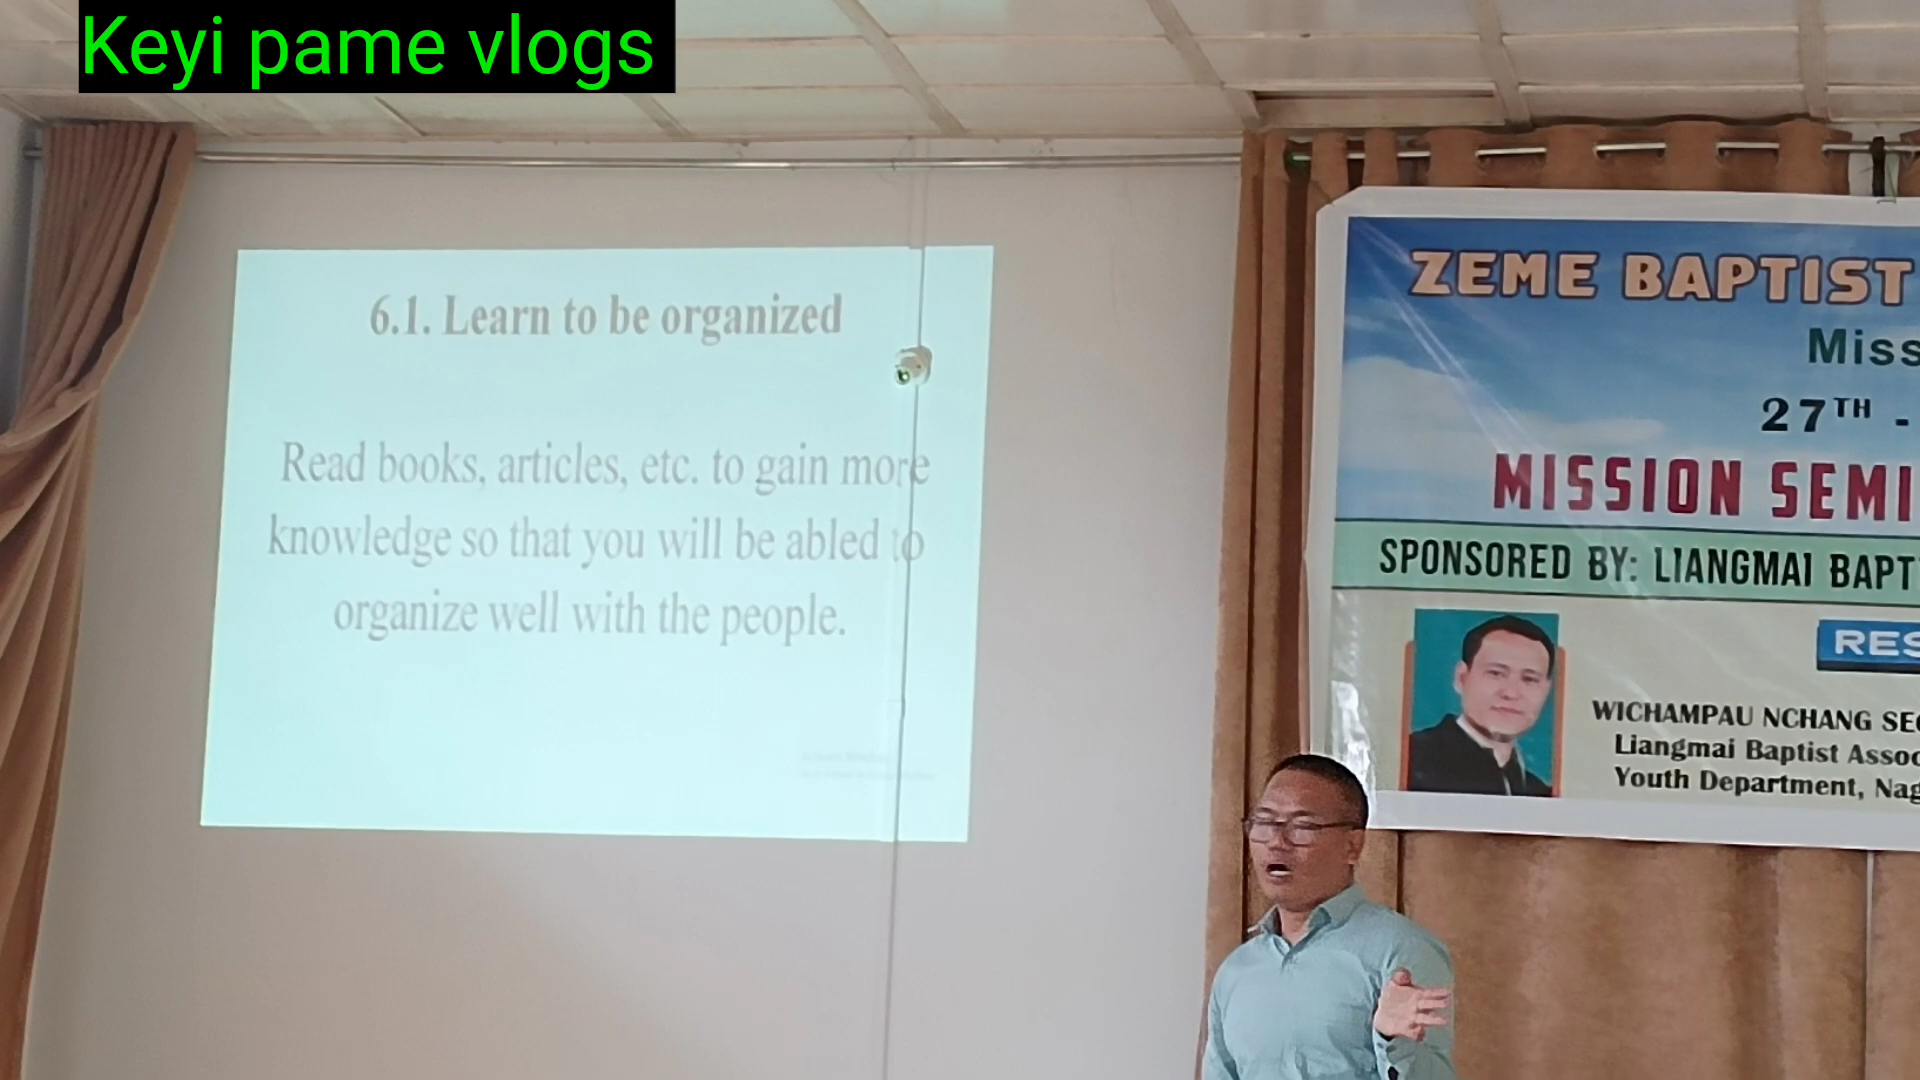 Keyi pame vlogs
6.1. Learn to be organized
Read books, articles, etc. to gain more
knowledge so that you will be abled to
organize well with the people.
ZEME BAPTIST
Miss
27TH -
MISSION SEMI
SPONSORED BY: LIANGMAI BAPT
RES
WICHAMPAU NCHANG SEC
Liangmai Baptist Assoc
Youth Department, Nag